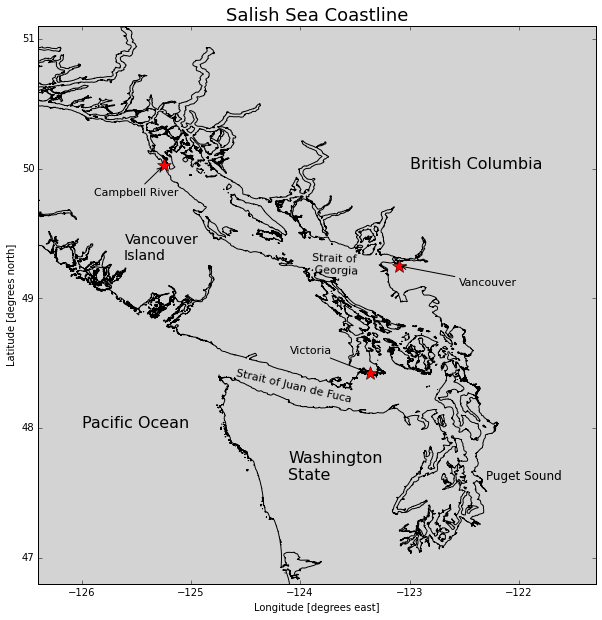 Salish Sea Coastline
51
50
49
48
47
Latitude [degrees north]
British Columbia
Campbell River
Vancouver
Island
Strait of
Georgia
Vancouver
Victoria
Strait of Juan de Fuca
Pacific Ocean
Washington
State
Puget Sound
−126
−125
−124
−123
−122
Longitude [degrees east]